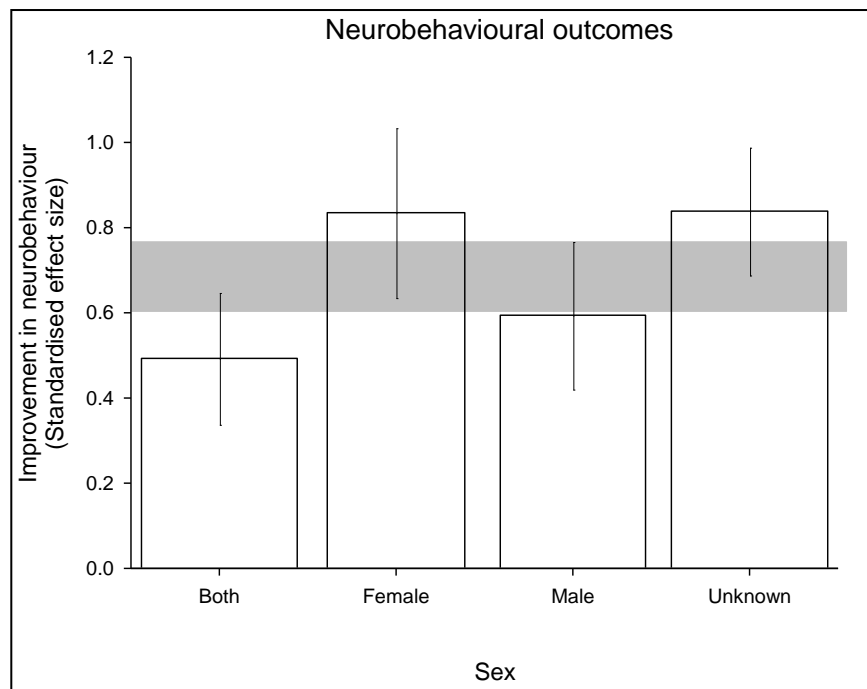 Neurobehavioural outcomes
Improvement in neurobehaviour
(Standardised effect size)
1.2
1.0
0.8
0.6
0.4
0.2
0.0
Both Female Male Unknown
Sex